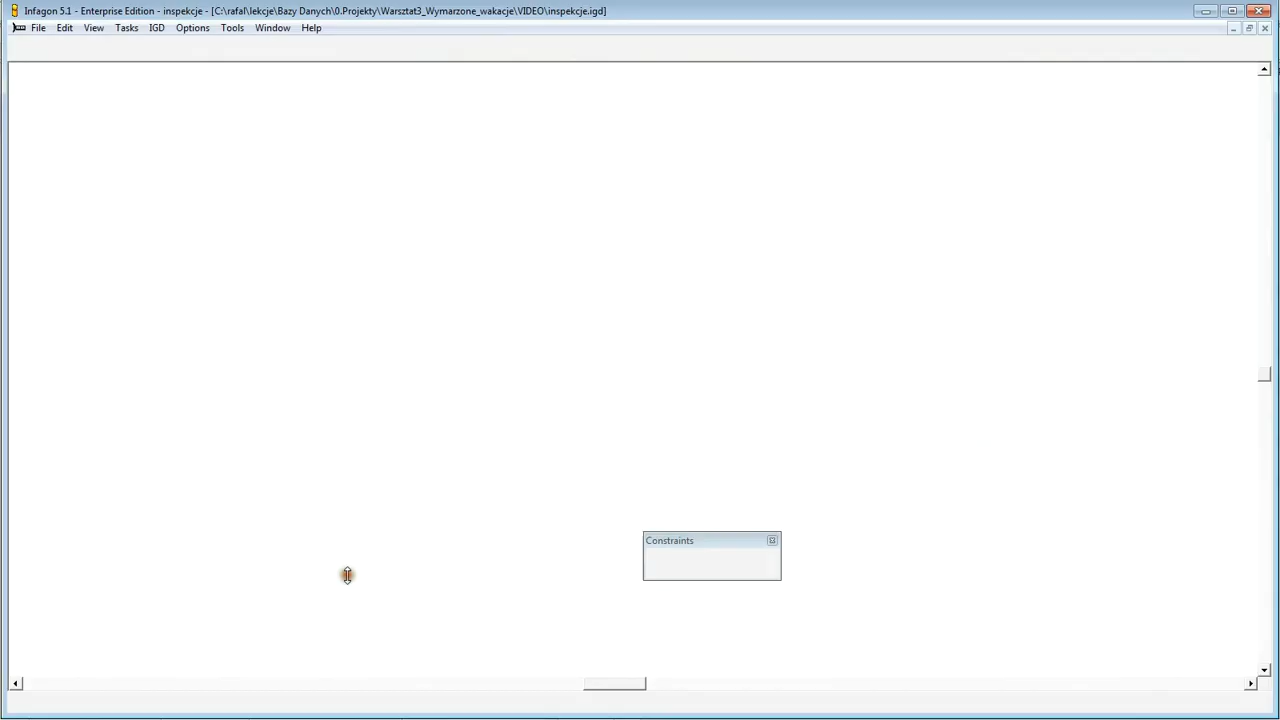 Infagon 5.1 - Enterprise Edition - inspekcje - [C:\rafal\lekcje\Bazy Danych\0.Projekty\Warsztat3_Wymarzone_wakacje\VIDEO\inspekcje.igd]
File Edit View Tasks IGD Options Tools Window Help
Constraints